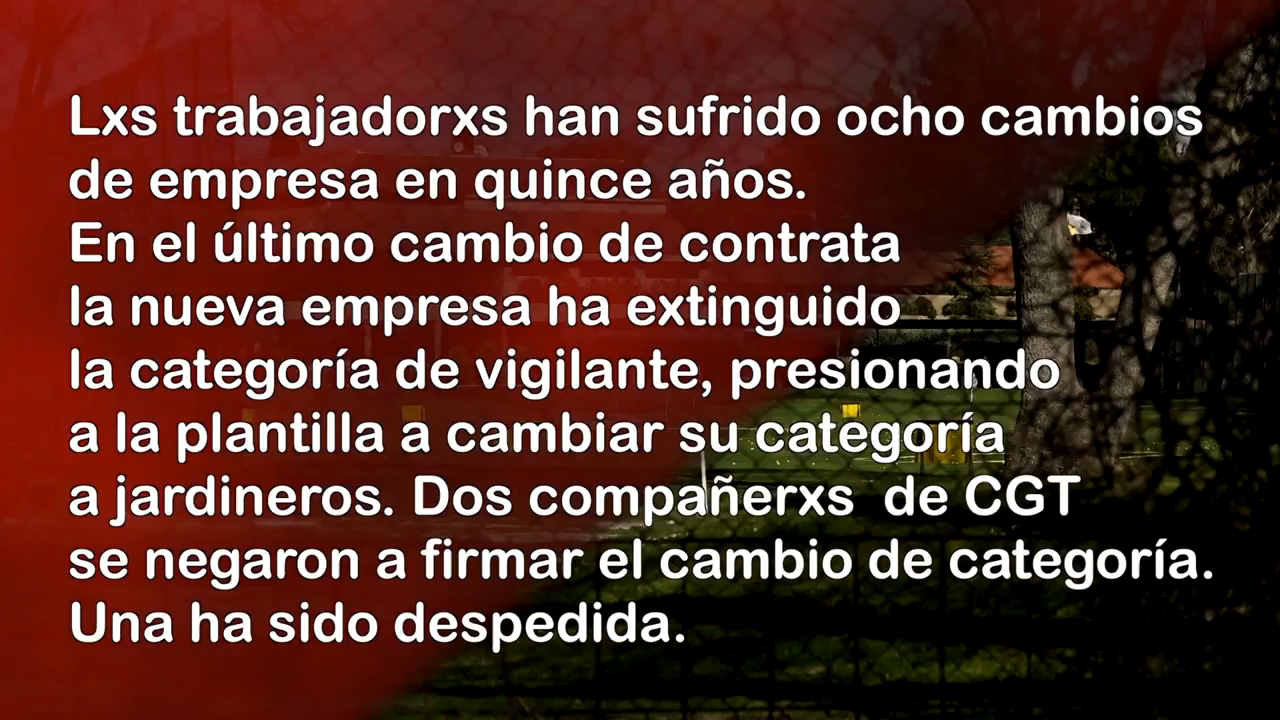 Lxs trabajadorxs han sufrido ocho cambios
de empresa en quince años.
En el último cambio de contrata
la nueva empresa ha extinguido
la categoría de vigilante, presionando
a la plantilla a cambiar su categoría
a jardineros. Dos compañerxs  de CGT
se negaron a firmar el cambio de categoría.
Una ha sido despedida.